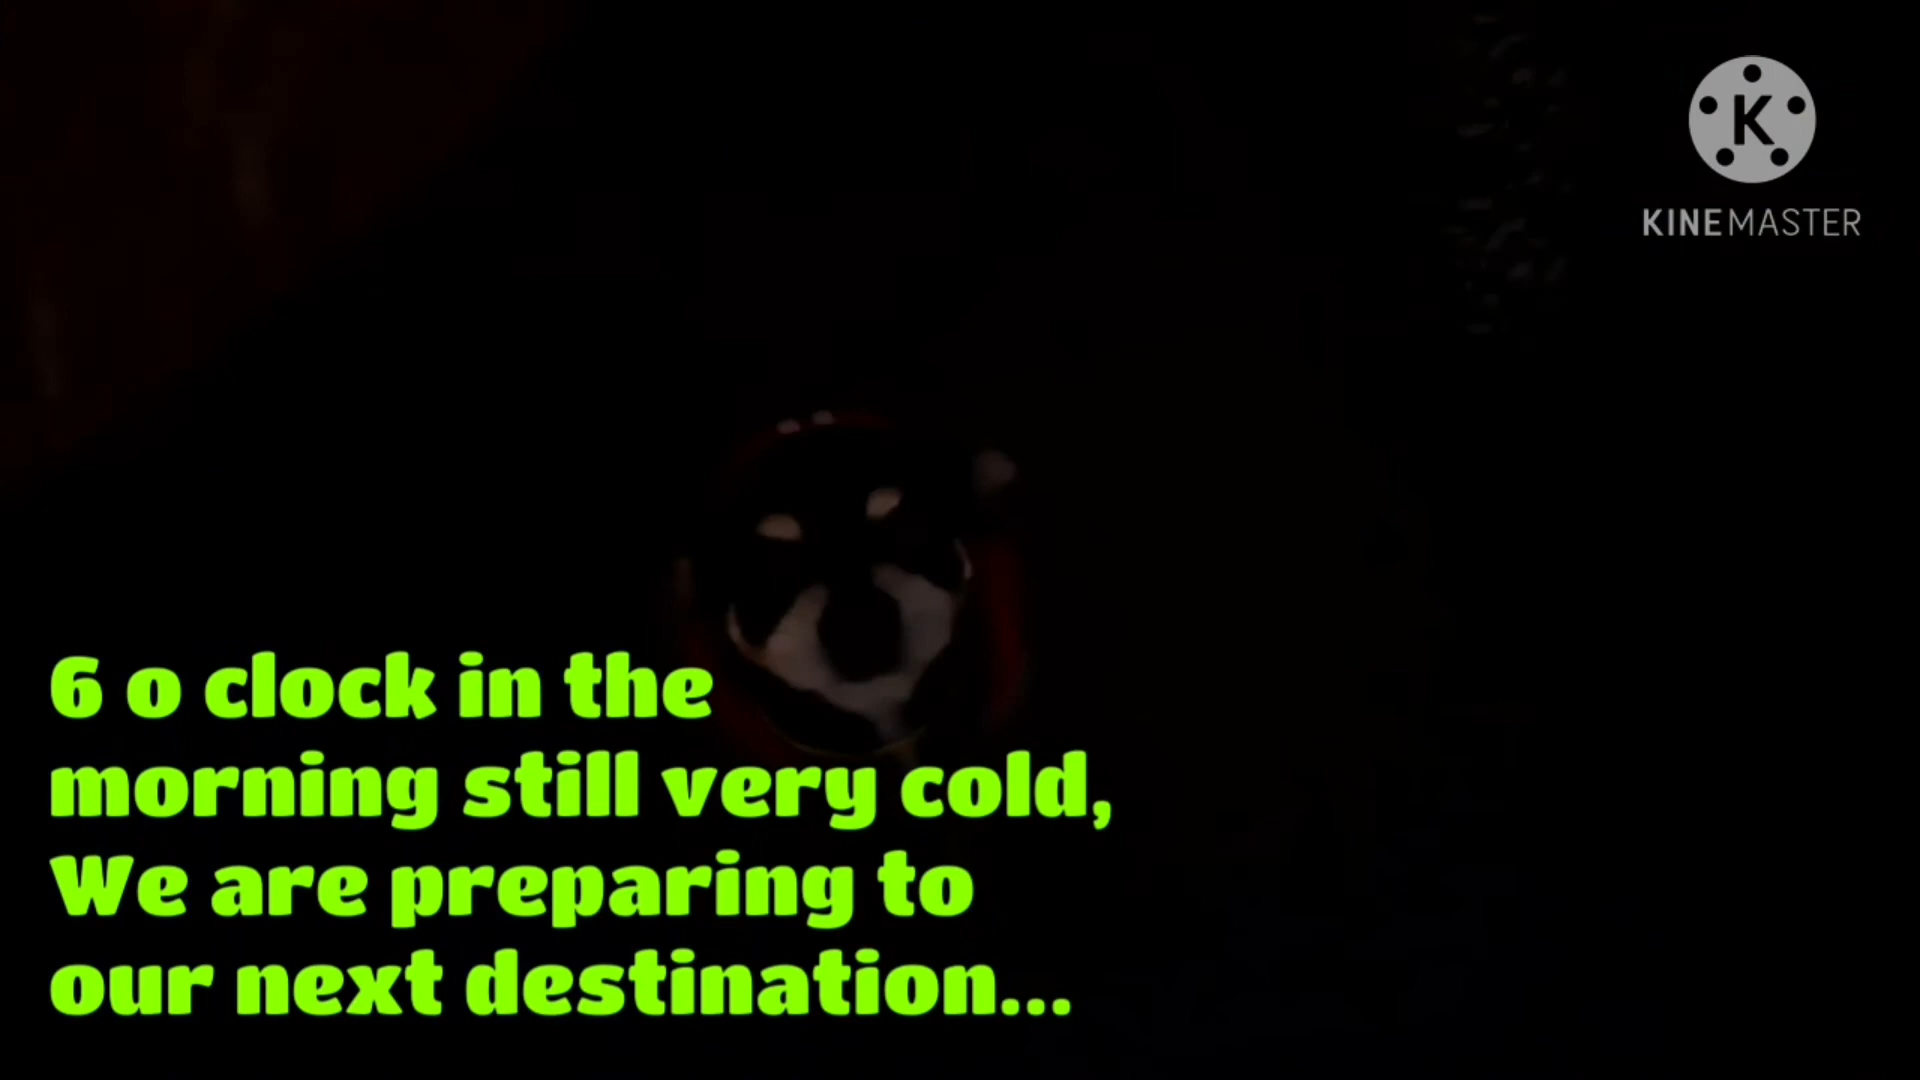 K
KINEMASTER
6 o clock in the
morning still very cold,
We are preparing to
our next destination...